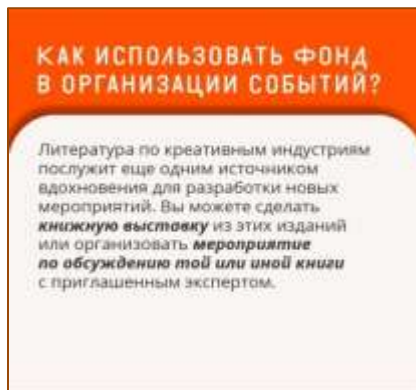 КАК ИСПОЛЬЗОВАТЬ ФОНД
В ОРГАНИЗАЦИИ СОБЫТИЙ?
Литература по креативным индустриям
послужит еще одним источником
вдохновения для разработки новых
мероприятий. Вы можете сделать
книжную выставку из этих изданий
или организовать мероприятие
по обсуждению той или иной книги
с приглашенным экспертом.